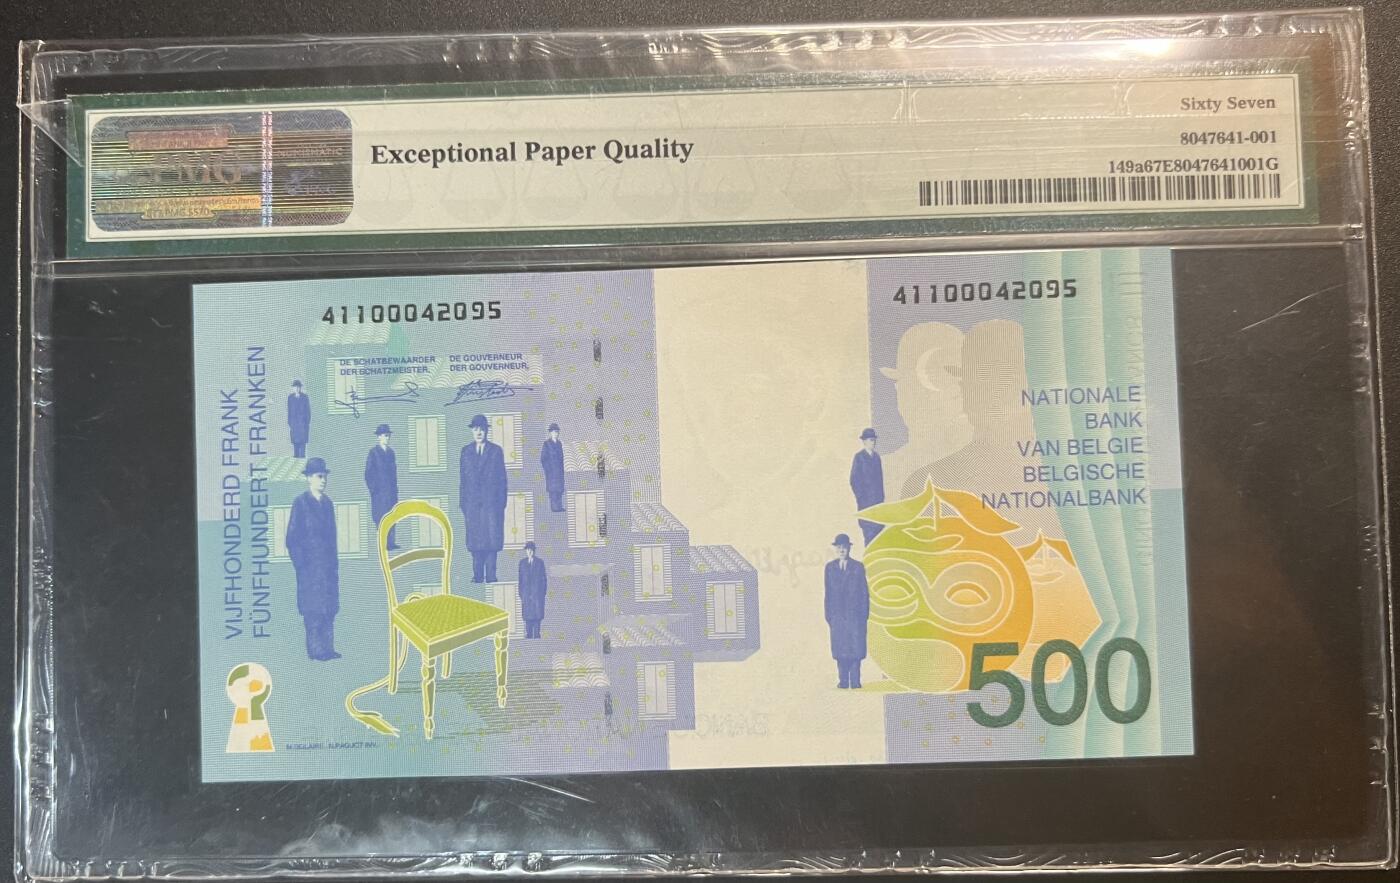 Sixty Seven
Exceptional Paper Quality
8047641-001
149a67E8047641001G
PMG
41100042095
41100042095
DE SCHATBEWAARDER
DER SCHATZMEISTER,
DE GOUVERNEUR
DER GOUVERNEUR,
VIJFHONDERD FRANK
FÜNFHUNDERT FRANKEN
NATIONALE
BANK
VAN BELGIE
BELGISCHE
NATIONALBANK
500